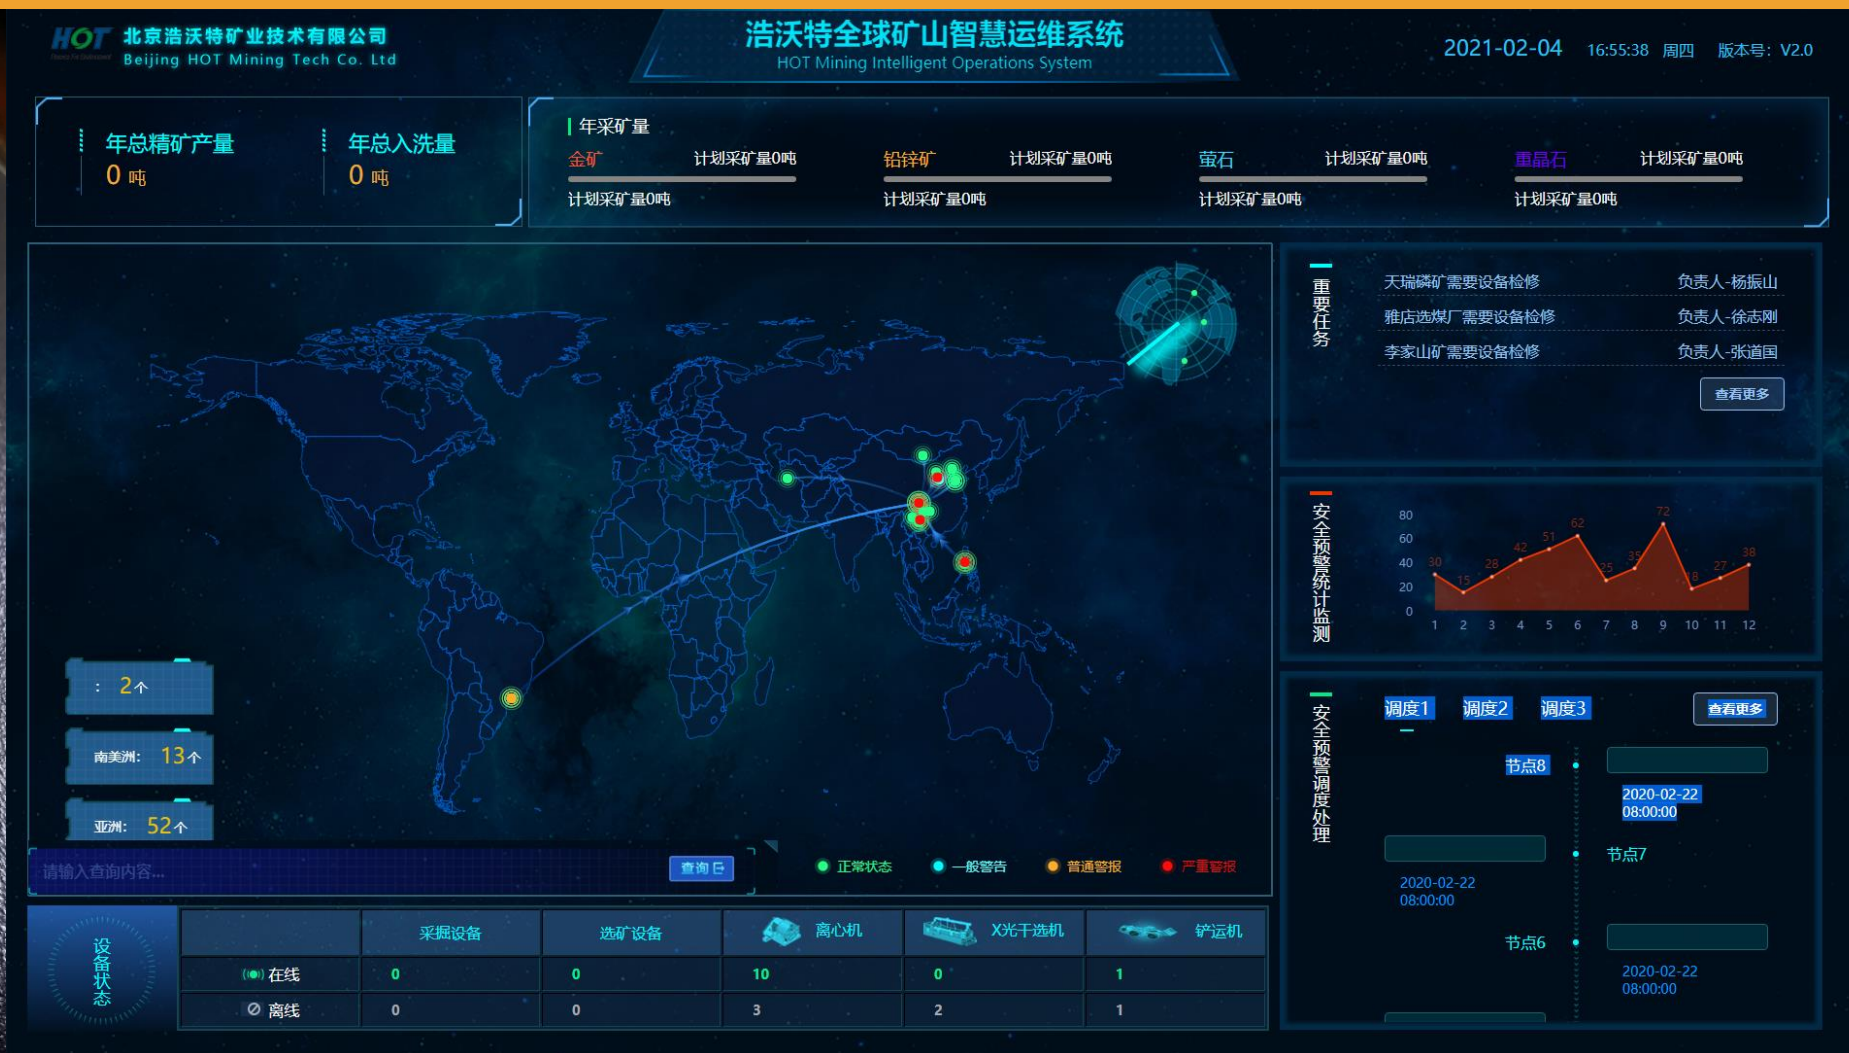 HOT
北京浩沃特矿业技术有限公司
Beijing HOT Mining Tech Co. Ltd
浩沃特全球矿山智慧运维系统
HOT Mining Intelligent Operations System
2021-02-04 16:55:38 周四 版本号：V2.0
年总精矿产量
0 吨
年总入洗量
0 吨
年采矿量
金矿 计划采矿量0吨
计划采矿量0吨
铅锌矿 计划采矿量0吨
计划采矿量0吨
萤石 计划采矿量0吨
计划采矿量0吨
重晶石 计划采矿量0吨
计划采矿量0吨
： 2个
南美洲： 13个
亚洲： 52个
请输入查询内容...
查询
正常状态 一般警告 普通警报 严重警报
重要任务
天瑞磷矿需要设备检修 负责人-杨振山
雅店选煤厂需要设备检修 负责人-徐志刚
李家山矿需要设备检修 负责人-张道国
查看更多
安全预警统计监测
80
60
40
20
0
30 15 28 42 51 62 25 35 72 18 27 38
1 2 3 4 5 6 7 8 9 10 11 12
安全预警调度处理
调度1 调度2 调度3
查看更多
节点8
2020-02-22
08:00:00
节点7
2020-02-22
08:00:00
节点6
2020-02-22
08:00:00
设备状态
采掘设备 选矿设备 离心机 X光干选机 铲运机
在线 0 0 10 0 1
离线 0 0 3 2 1